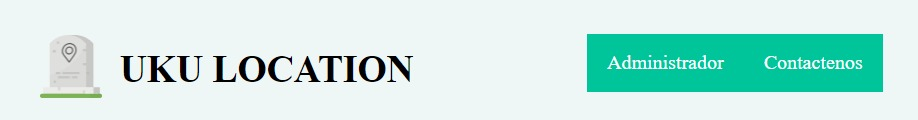 UKU LOCATION
Administrador Contactenos